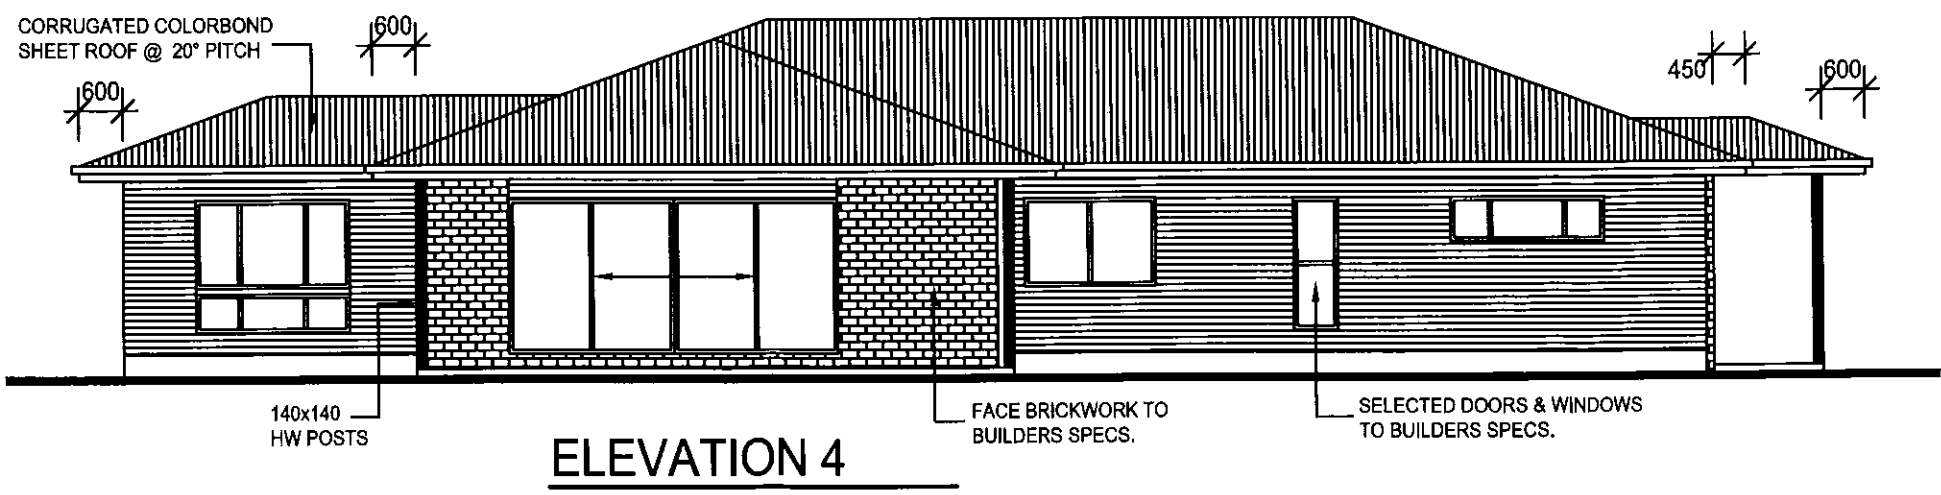 CORRUGATED COLORBOND
SHEET ROOF @ 20° PITCH
600
600
450
600
140x140
HW POSTS
FACE BRICKWORK TO
BUILDERS SPECS.
SELECTED DOORS & WINDOWS
TO BUILDERS SPECS.
ELEVATION 4